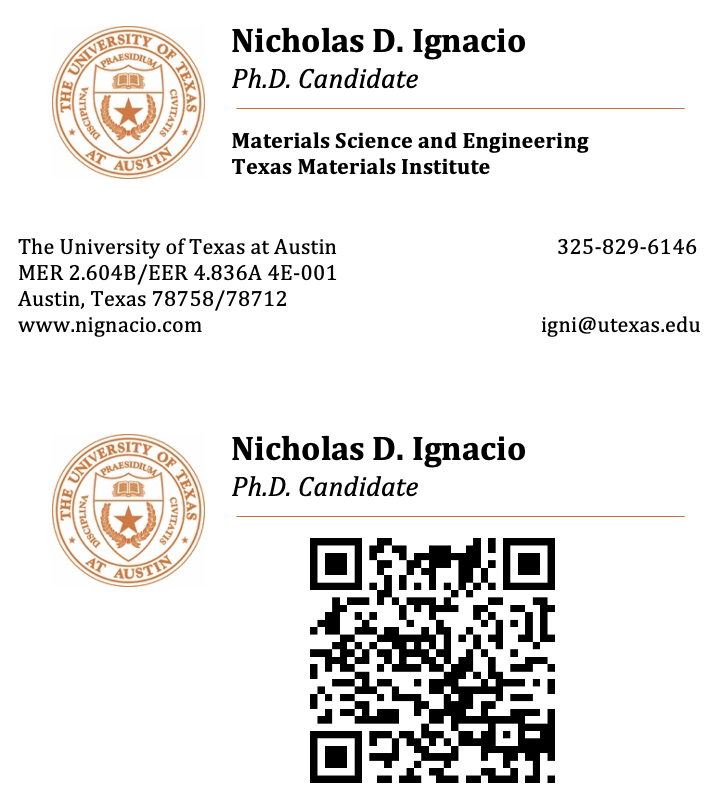 THE UNIVERSITY OF TEXAS
AT AUSTIN
PRAESIDIUM
DISCIPLINA
CIVITATIS
Nicholas D. Ignacio
Ph.D. Candidate
Materials Science and Engineering
Texas Materials Institute
The University of Texas at Austin
325-829-6146
MER 2.604B/EER 4.836A 4E-001
Austin, Texas 78758/78712
www.nignacio.com
igni@utexas.edu
THE UNIVERSITY OF TEXAS
AT AUSTIN
PRAESIDIUM
DISCIPLINA
CIVITATIS
Nicholas D. Ignacio
Ph.D. Candidate